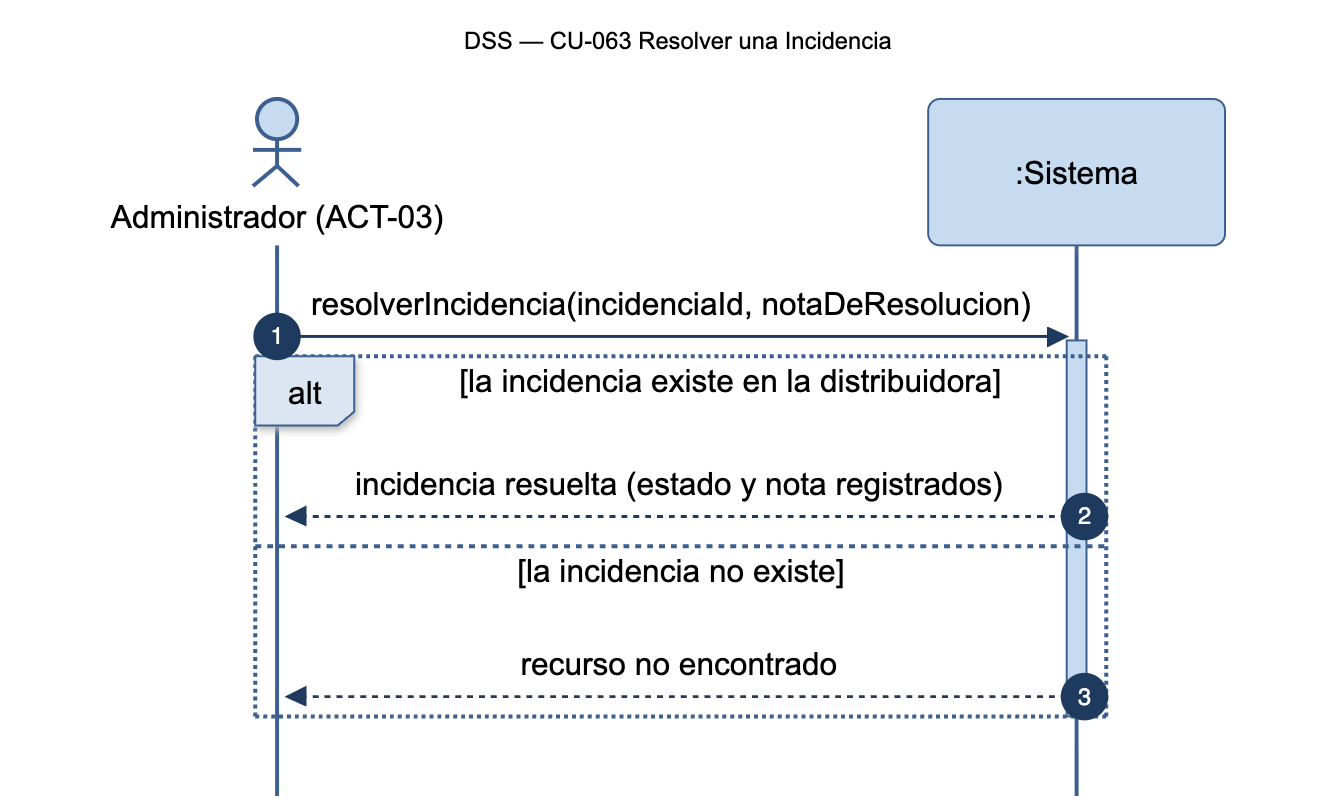 DSS — CU-063 Resolver una Incidencia
:Sistema
Administrador (ACT-03)
resolverIncidencia(incidenciaId, notaDeResolucion)
1
alt
[la incidencia existe en la distribuidora]
incidencia resuelta (estado y nota registrados)
2
[la incidencia no existe]
recurso no encontrado
3